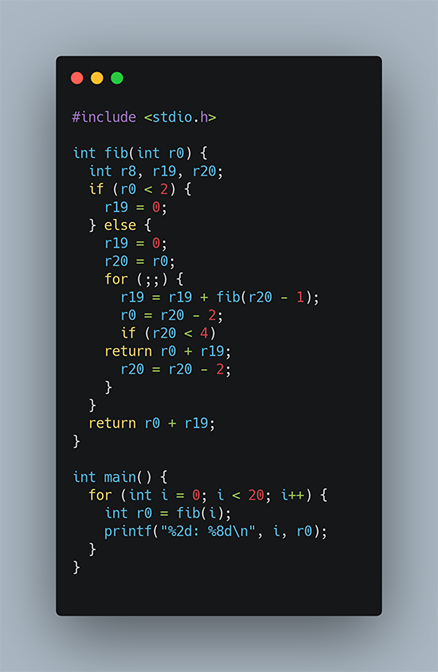 #include <stdio.h>

int fib(int r0) {
  int r8, r19, r20;
  if (r0 < 2) {
    r19 = 0;
  } else {
    r19 = 0;
    r20 = r0;
    for (;;) {
      r19 = r19 + fib(r20 - 1);
      r0 = r20 - 2;
      if (r20 < 4)
    return r0 + r19;
      r20 = r20 - 2;
    }
  }
  return r0 + r19;
}

int main() {
  for (int i = 0; i < 20; i++) {
    int r0 = fib(i);
    printf("%2d: %8d\n", i, r0);
  }
}